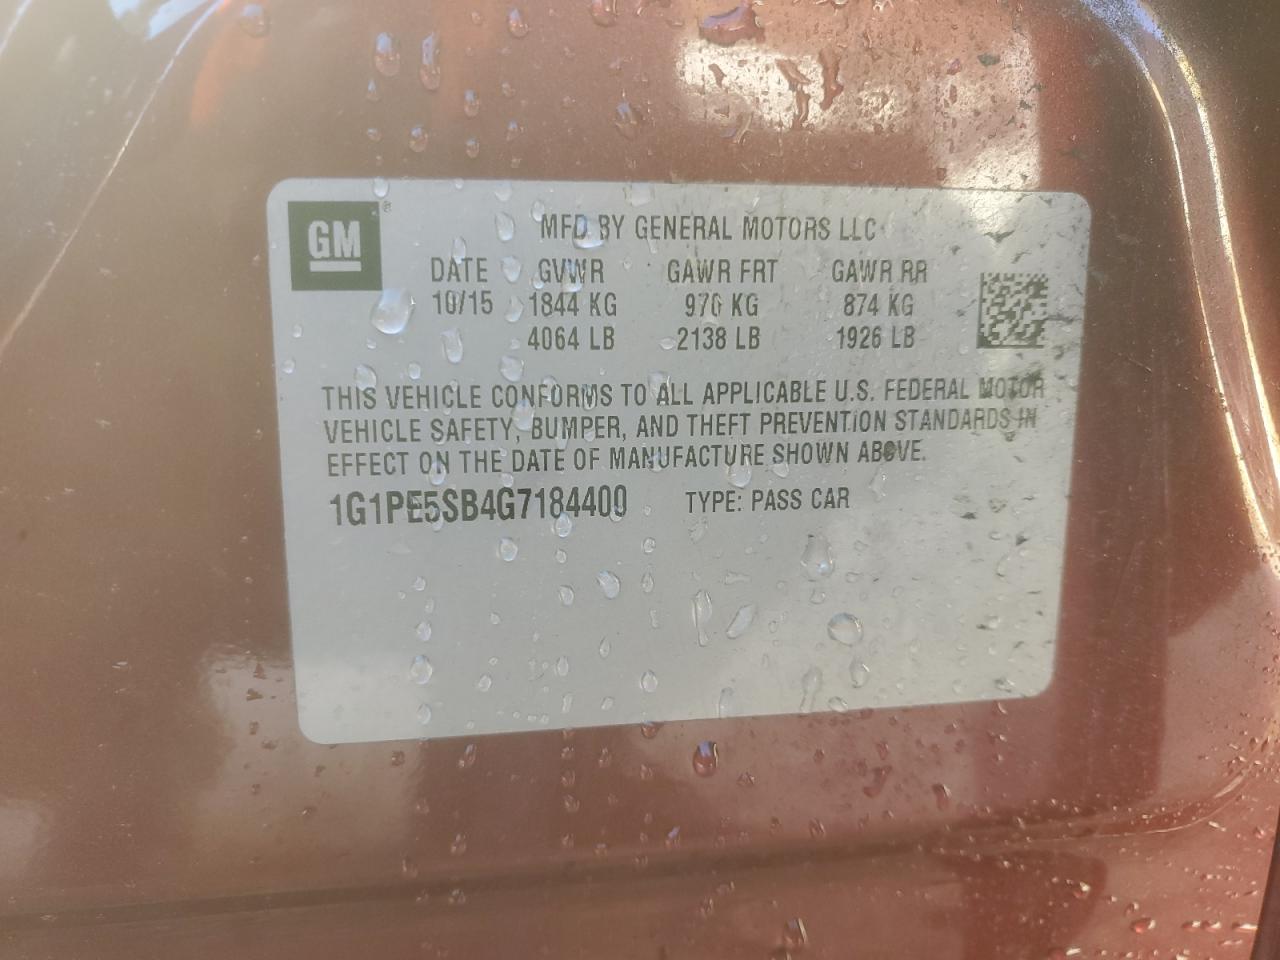 GM ®
MFD BY GENERAL MOTORS LLC
DATE GVWR GAWR FRT GAWR RR
10/15 1844 KG 970 KG 874 KG
4064 LB 2138 LB 1926 LB
THIS VEHICLE CONFORMS TO ALL APPLICABLE U.S. FEDERAL MOTOR
VEHICLE SAFETY, BUMPER, AND THEFT PREVENTION STANDARDS IN
EFFECT ON THE DATE OF MANUFACTURE SHOWN ABOVE.
1G1PE5SB4G7184400 TYPE: PASS CAR